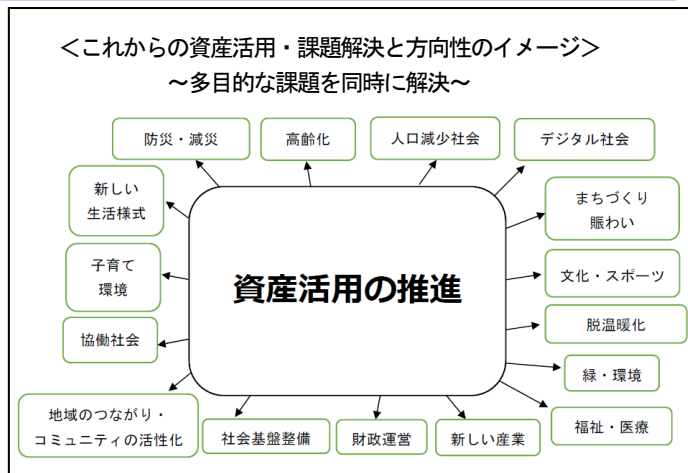 <これからの資産活用・課題解決と方向性のイメージ>
～多目的な課題を同時に解決～
防災・減災
高齢化
人口減少社会
デジタル社会
新しい
生活様式
まちづくり
賑わい
子育て
環境
資産活用の推進
文化・スポーツ
協働社会
脱温暖化
緑・環境
地域のつながり・
コミュニティの活性化
社会基盤整備
財政運営
新しい産業
福祉・医療